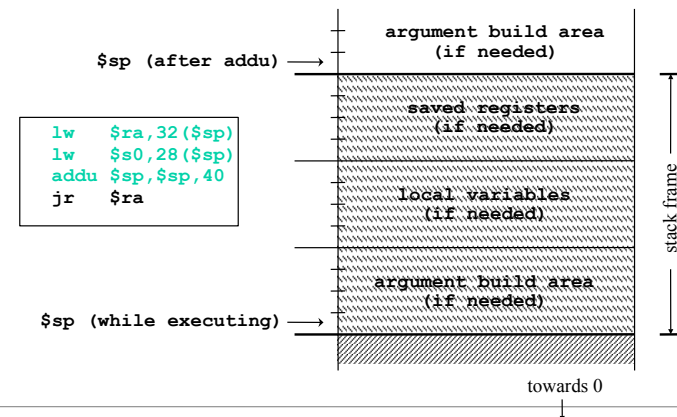 argument build area
(if needed)
$sp (after addu)
saved registers
(if needed)
lw $ra,32($sp)
lw $s0,28($sp)
addu $sp,$sp,40
jr $ra
local variables
(if needed)
stack frame
argument build area
(if needed)
$sp (while executing)
towards 0